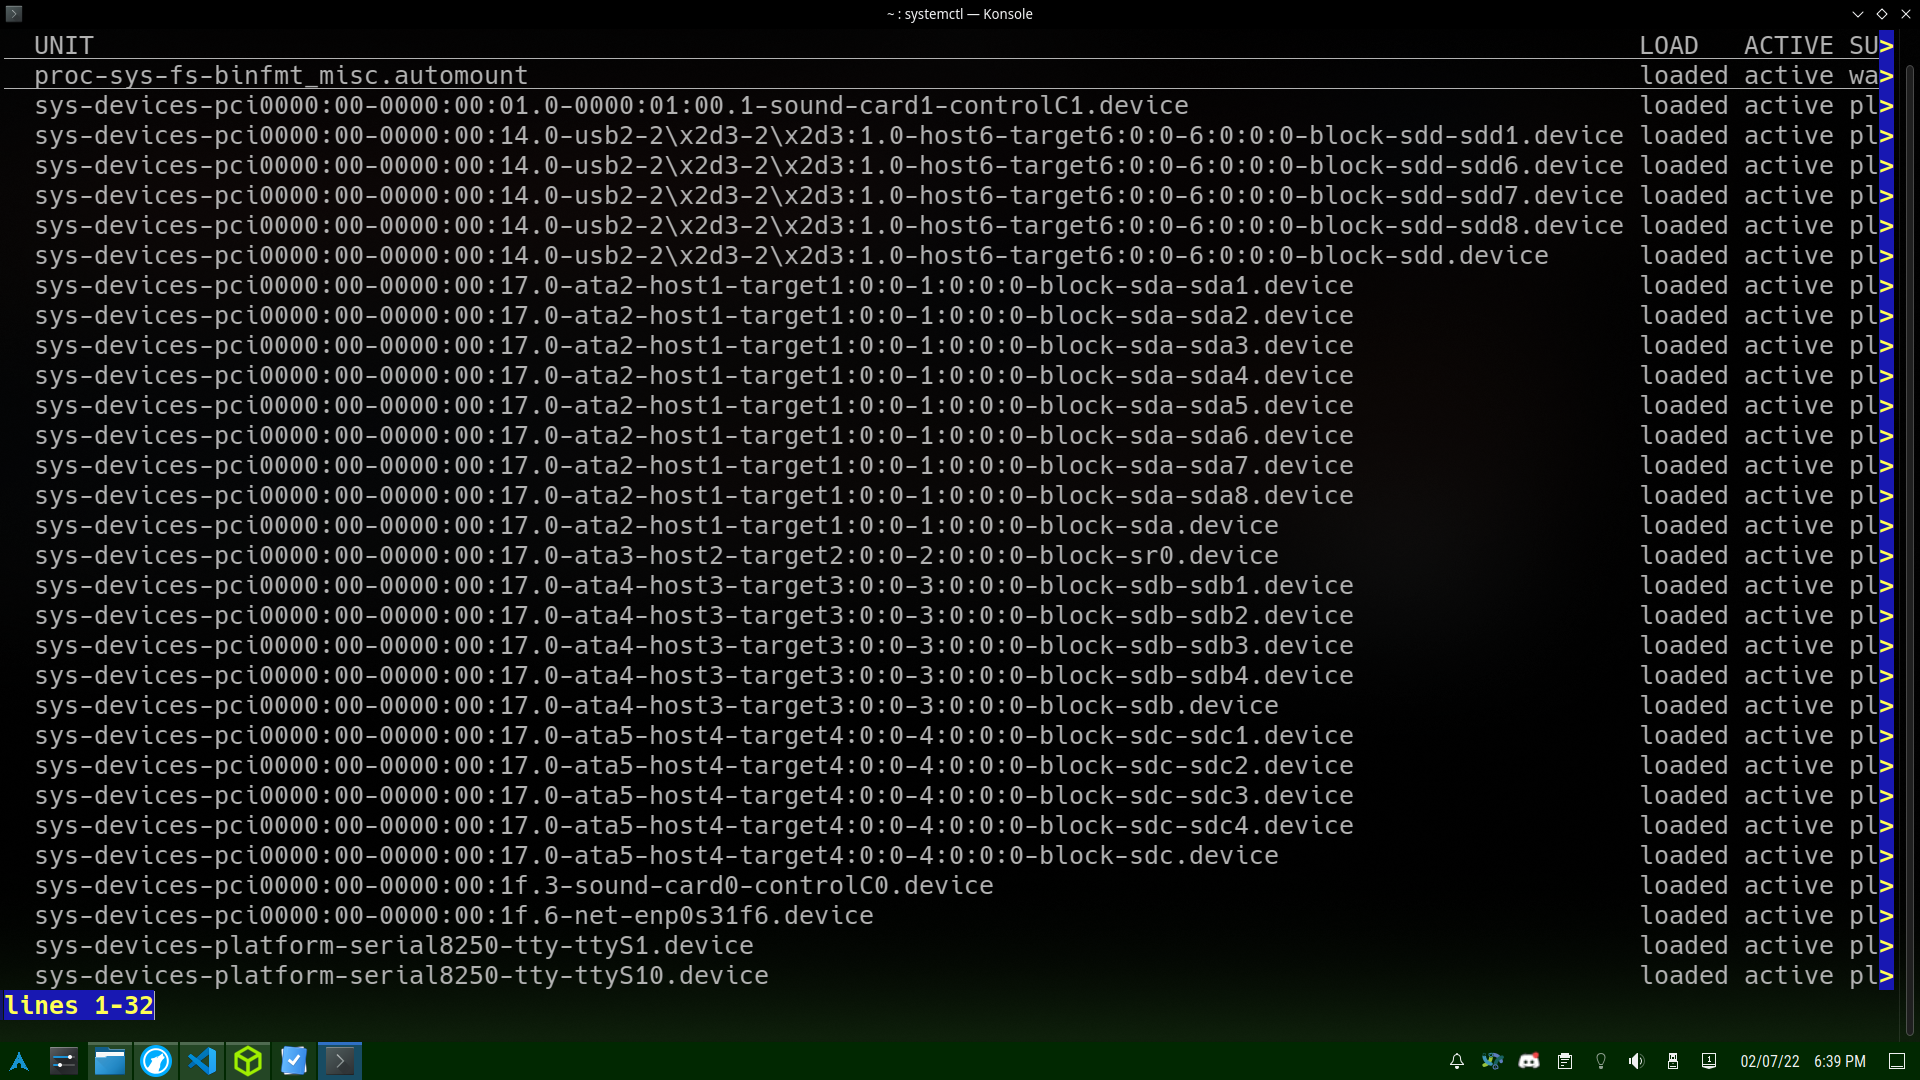 ~ : systemctl — Konsole
UNIT LOAD ACTIVE SU>
proc-sys-fs-binfmt_misc.automount loaded active wa>
sys-devices-pci0000:00-0000:00:01.0-0000:01:00.1-sound-card1-controlC1.device loaded active pl>
sys-devices-pci0000:00-0000:00:14.0-usb2-2\x2d3-2\x2d3:1.0-host6-target6:0:0-6:0:0:0-block-sdd-sdd1.device loaded active pl>
sys-devices-pci0000:00-0000:00:14.0-usb2-2\x2d3-2\x2d3:1.0-host6-target6:0:0-6:0:0:0-block-sdd-sdd6.device loaded active pl>
sys-devices-pci0000:00-0000:00:14.0-usb2-2\x2d3-2\x2d3:1.0-host6-target6:0:0-6:0:0:0-block-sdd-sdd7.device loaded active pl>
sys-devices-pci0000:00-0000:00:14.0-usb2-2\x2d3-2\x2d3:1.0-host6-target6:0:0-6:0:0:0-block-sdd-sdd8.device loaded active pl>
sys-devices-pci0000:00-0000:00:14.0-usb2-2\x2d3-2\x2d3:1.0-host6-target6:0:0-6:0:0:0-block-sdd.device loaded active pl>
sys-devices-pci0000:00-0000:00:17.0-ata2-host1-target1:0:0-1:0:0:0-block-sda-sda1.device loaded active pl>
sys-devices-pci0000:00-0000:00:17.0-ata2-host1-target1:0:0-1:0:0:0-block-sda-sda2.device loaded active pl>
sys-devices-pci0000:00-0000:00:17.0-ata2-host1-target1:0:0-1:0:0:0-block-sda-sda3.device loaded active pl>
sys-devices-pci0000:00-0000:00:17.0-ata2-host1-target1:0:0-1:0:0:0-block-sda-sda4.device loaded active pl>
sys-devices-pci0000:00-0000:00:17.0-ata2-host1-target1:0:0-1:0:0:0-block-sda-sda5.device loaded active pl>
sys-devices-pci0000:00-0000:00:17.0-ata2-host1-target1:0:0-1:0:0:0-block-sda-sda6.device loaded active pl>
sys-devices-pci0000:00-0000:00:17.0-ata2-host1-target1:0:0-1:0:0:0-block-sda-sda7.device loaded active pl>
sys-devices-pci0000:00-0000:00:17.0-ata2-host1-target1:0:0-1:0:0:0-block-sda-sda8.device loaded active pl>
sys-devices-pci0000:00-0000:00:17.0-ata2-host1-target1:0:0-1:0:0:0-block-sda.device loaded active pl>
sys-devices-pci0000:00-0000:00:17.0-ata3-host2-target2:0:0-2:0:0:0-block-sr0.device loaded active pl>
sys-devices-pci0000:00-0000:00:17.0-ata4-host3-target3:0:0-3:0:0:0-block-sdb-sdb1.device loaded active pl>
sys-devices-pci0000:00-0000:00:17.0-ata4-host3-target3:0:0-3:0:0:0-block-sdb-sdb2.device loaded active pl>
sys-devices-pci0000:00-0000:00:17.0-ata4-host3-target3:0:0-3:0:0:0-block-sdb-sdb3.device loaded active pl>
sys-devices-pci0000:00-0000:00:17.0-ata4-host3-target3:0:0-3:0:0:0-block-sdb-sdb4.device loaded active pl>
sys-devices-pci0000:00-0000:00:17.0-ata4-host3-target3:0:0-3:0:0:0-block-sdb.device loaded active pl>
sys-devices-pci0000:00-0000:00:17.0-ata5-host4-target4:0:0-4:0:0:0-block-sdc-sdc1.device loaded active pl>
sys-devices-pci0000:00-0000:00:17.0-ata5-host4-target4:0:0-4:0:0:0-block-sdc-sdc2.device loaded active pl>
sys-devices-pci0000:00-0000:00:17.0-ata5-host4-target4:0:0-4:0:0:0-block-sdc-sdc3.device loaded active pl>
sys-devices-pci0000:00-0000:00:17.0-ata5-host4-target4:0:0-4:0:0:0-block-sdc-sdc4.device loaded active pl>
sys-devices-pci0000:00-0000:00:17.0-ata5-host4-target4:0:0-4:0:0:0-block-sdc.device loaded active pl>
sys-devices-pci0000:00-0000:00:1f.3-sound-card0-controlC0.device loaded active pl>
sys-devices-pci0000:00-0000:00:1f.6-net-enp0s31f6.device loaded active pl>
sys-devices-platform-serial8250-tty-ttyS1.device loaded active pl>
sys-devices-platform-serial8250-tty-ttyS10.device loaded active pl>
lines 1-32
02/07/22 6:39 PM